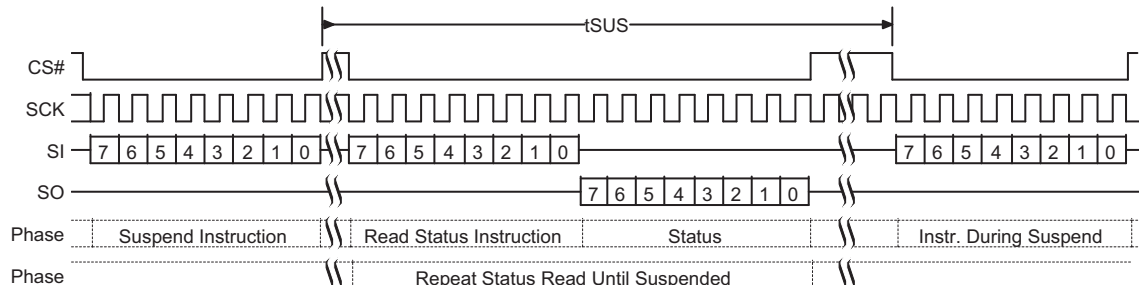 tSUS
CS#
SCK
SI 7 6 5 4 3 2 1 0 7 6 5 4 3 2 1 0 7 6 5 4 3 2 1 0
SO 7 6 5 4 3 2 1 0
Phase Suspend Instruction Read Status Instruction Status Instr. During Suspend
Phase Repeat Status Read Until Suspended